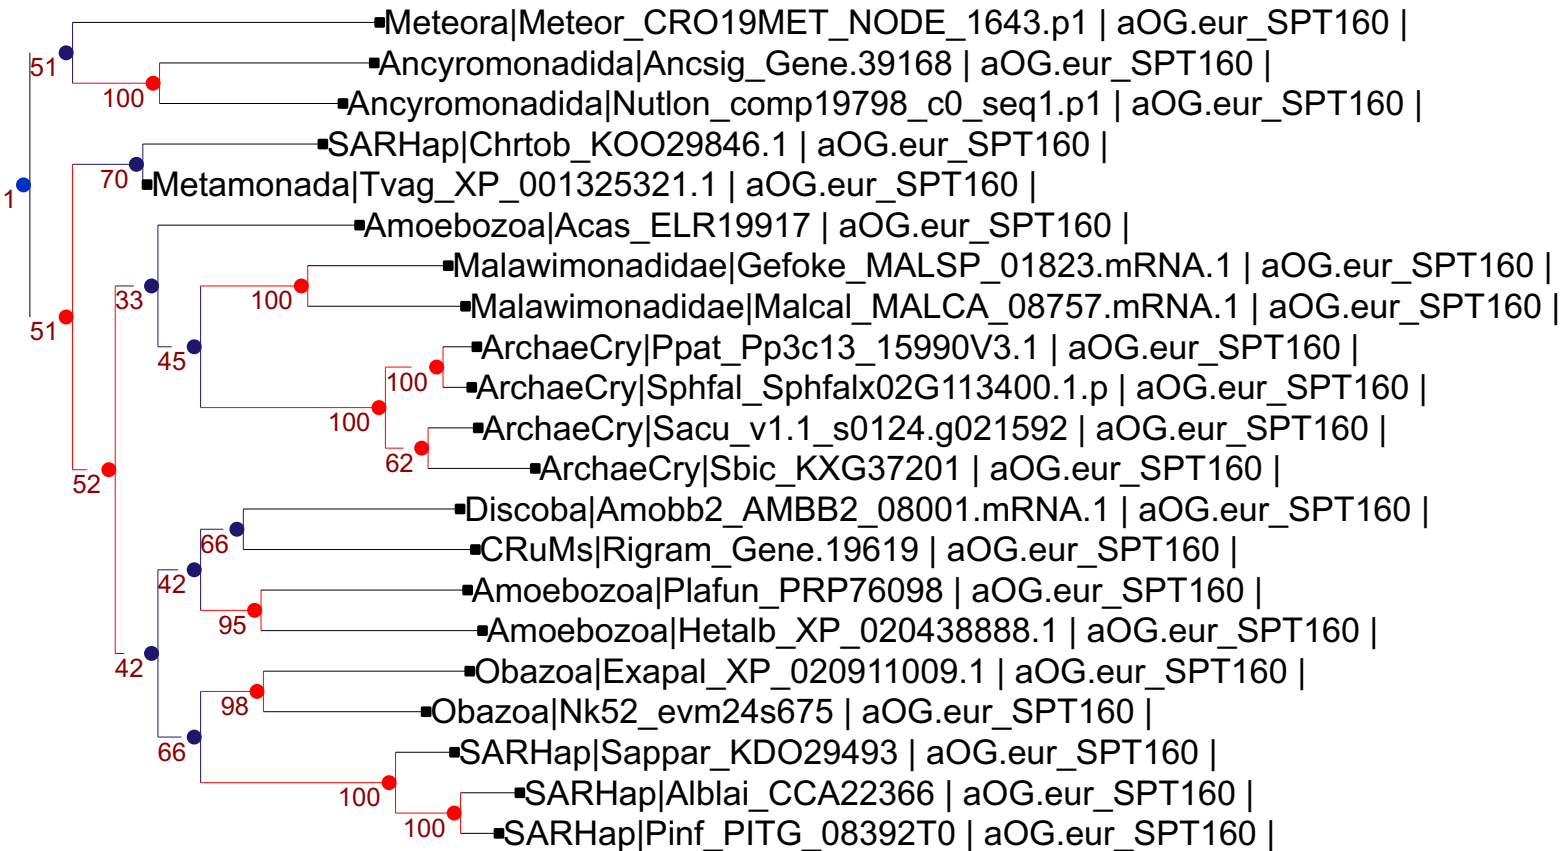 Meteora|Meteor_CRO19MET_NODE_1643.p1 | aOG.eur_SPT160 |
51
Ancyromonadida|Ancsig_Gene.39168 | aOG.eur_SPT160 |
100
Ancyromonadida|Nutlon_comp19798_c0_seq1.p1 | aOG.eur_SPT160 |
SARHap|Chrtob_KOO29846.1 | aOG.eur_SPT160 |
70
Metamonada|Tvag_XP_001325321.1 | aOG.eur_SPT160 |
1
Amoebozoa|Acas_ELR19917 | aOG.eur_SPT160 |
Malawimonadidae|Gefoke_MALSP_01823.mRNA.1 | aOG.eur_SPT160 |
33
100
Malawimonadidae|Malcal_MALCA_08757.mRNA.1 | aOG.eur_SPT160 |
51
ArchaeCry|Ppat_Pp3c13_15990V3.1 | aOG.eur_SPT160 |
45
100
ArchaeCry|Sphfal_Sphfalx02G113400.1.p | aOG.eur_SPT160 |
100
ArchaeCry|Sacu_v1.1_s0124.g021592 | aOG.eur_SPT160 |
62
ArchaeCry|Sbic_KXG37201 | aOG.eur_SPT160 |
52
Discoba|Amobb2_AMBB2_08001.mRNA.1 | aOG.eur_SPT160 |
66
CRuMs|Rigram_Gene.19619 | aOG.eur_SPT160 |
42
Amoebozoa|Plafun_PRP76098 | aOG.eur_SPT160 |
95
Amoebozoa|Hetalb_XP_020438888.1 | aOG.eur_SPT160 |
42
Obazoa|Exapal_XP_020911009.1 | aOG.eur_SPT160 |
98
Obazoa|Nk52_evm24s675 | aOG.eur_SPT160 |
66
SARHap|Sappar_KDO29493 | aOG.eur_SPT160 |
100
SARHap|Alblai_CCA22366 | aOG.eur_SPT160 |
100
SARHap|Pinf_PITG_08392T0 | aOG.eur_SPT160 |